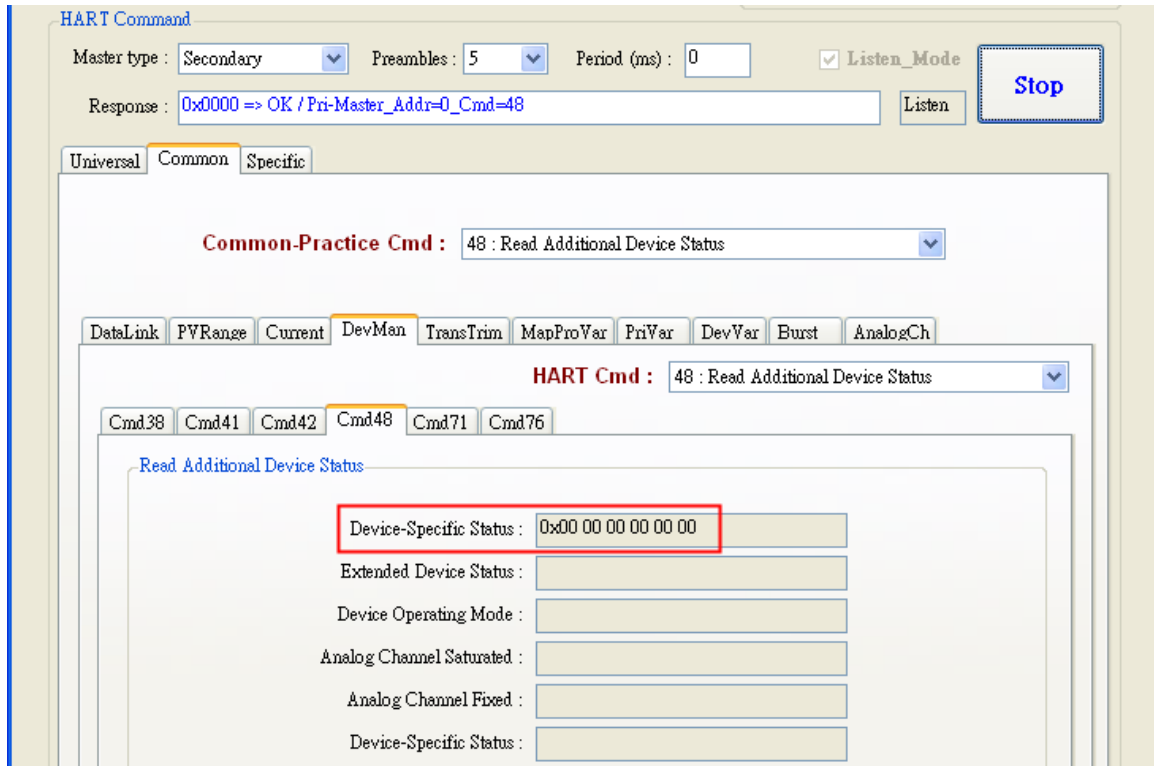 HART Command
Master type : Secondary Preambles : 5 Period (ms) : 0 Listen_Mode Stop
Response : 0x0000 => OK / Pri-Master_Addr=0_Cmd=48 Listen
Universal Common Specific
Common-Practice Cmd : 48 : Read Additional Device Status
DataLink PVRange Current DevMan TransTrim MapProVar PriVar DevVar Burst AnalogCh
HART Cmd : 48 : Read Additional Device Status
Cmd38 Cmd41 Cmd42 Cmd48 Cmd71 Cmd76
Read Additional Device Status
Device-Specific Status : 0x00 00 00 00 00 00
Extended Device Status :
Device Operating Mode :
Analog Channel Saturated :
Analog Channel Fixed :
Device-Specific Status :